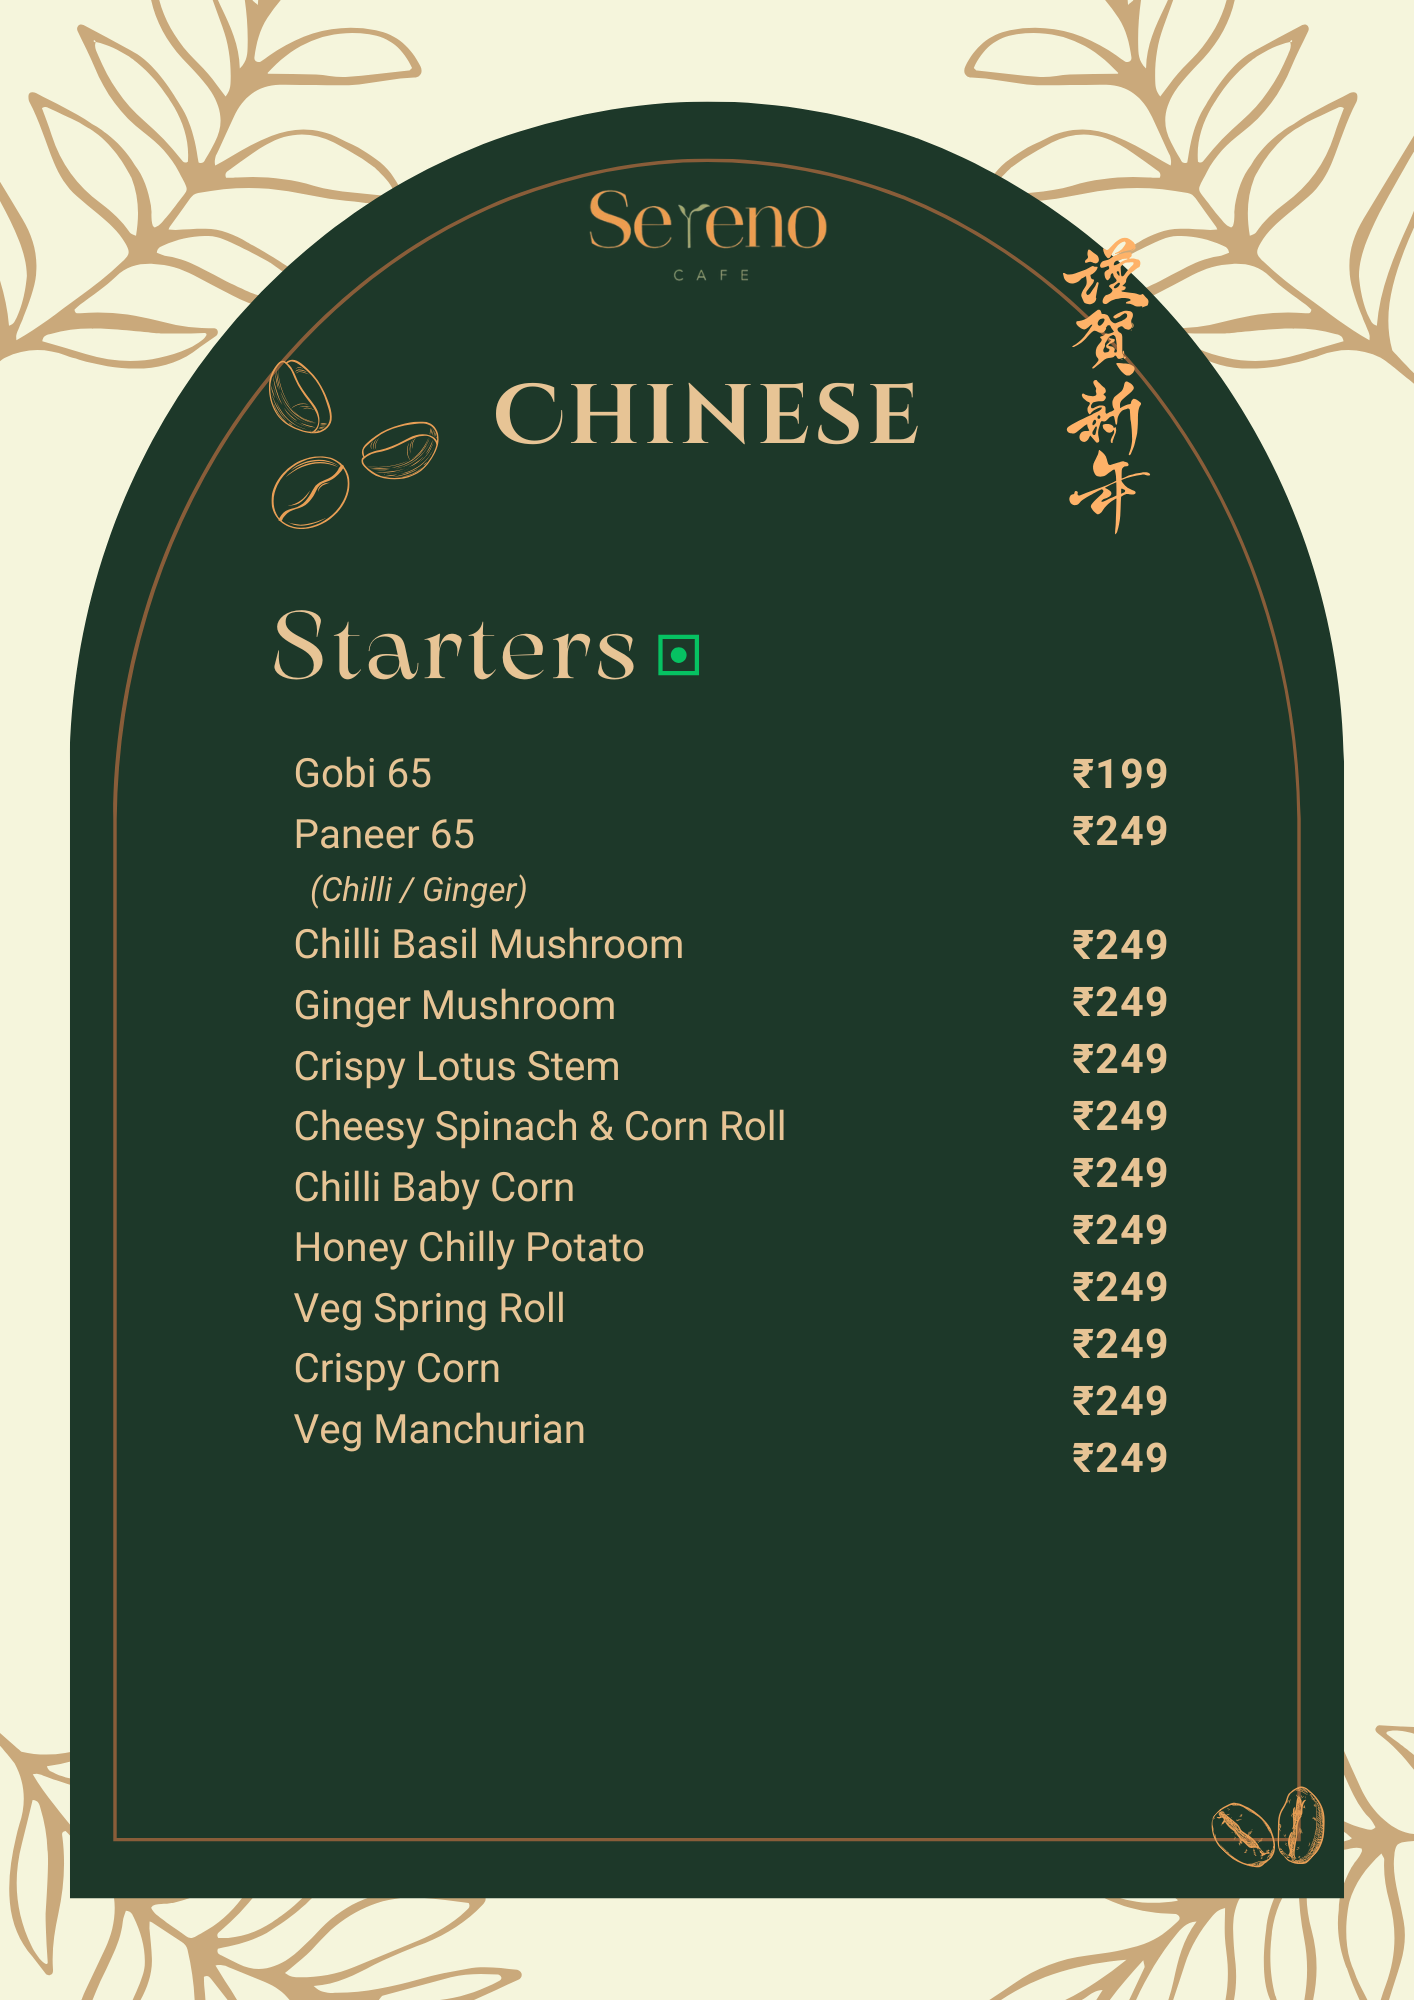 Sereno
CAFE
CHINESE
謹
賀
新
年
Starters
Gobi 65 ₹199
Paneer 65 ₹249
(Chilli / Ginger)
Chilli Basil Mushroom ₹249
Ginger Mushroom ₹249
Crispy Lotus Stem ₹249
Cheesy Spinach & Corn Roll ₹249
Chilli Baby Corn ₹249
Honey Chilly Potato ₹249
Veg Spring Roll ₹249
Crispy Corn ₹249
Veg Manchurian ₹249
₹249